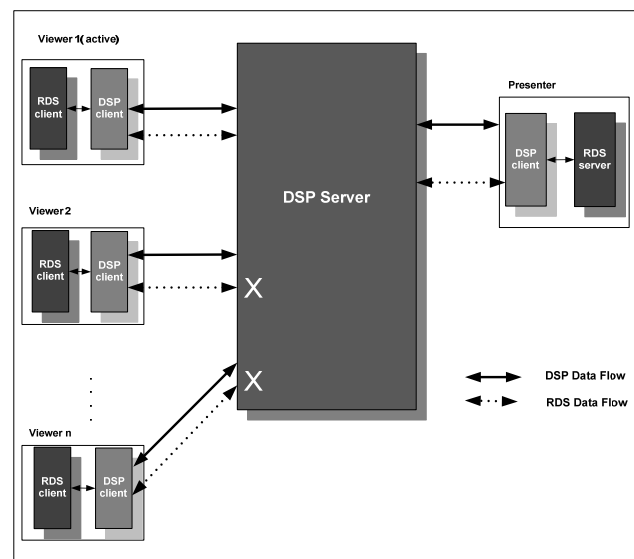 Viewer 1( active)
RDS
client
DSP
client
Presenter
DSP
client
RDS
server
DSP Server
Viewer 2
RDS
client
DSP
client
X
X
DSP Data Flow
RDS Data Flow
Viewer n
RDS
client
DSP
client